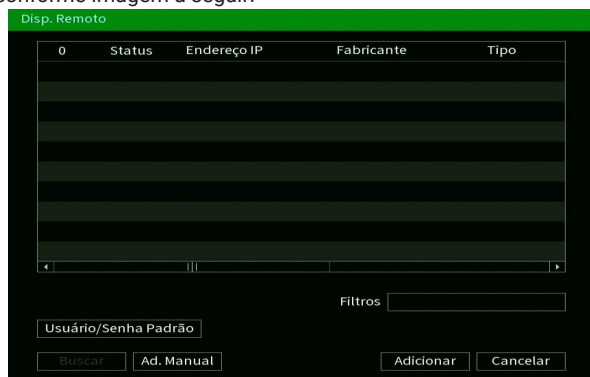 conforme imagem a seguir:
Disp. Remoto
0 Status Endereço IP Fabricante Tipo
Filtros
Usuário/Senha Padrão
Buscar Ad. Manual Adicionar Cancelar